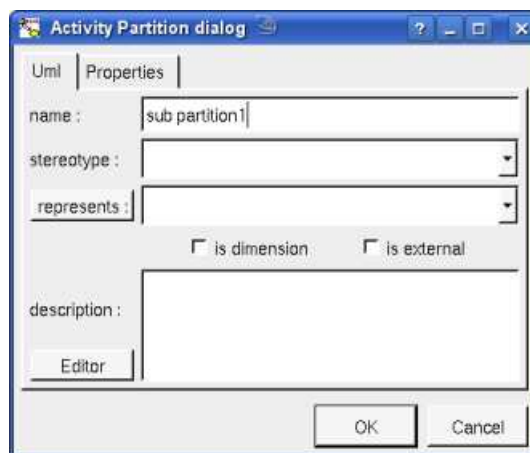 Activity Partition dialog ?
Uml Properties
name : sub partition1
stereotype :
represents :
is dimension is external
description :
Editor
OK Cancel